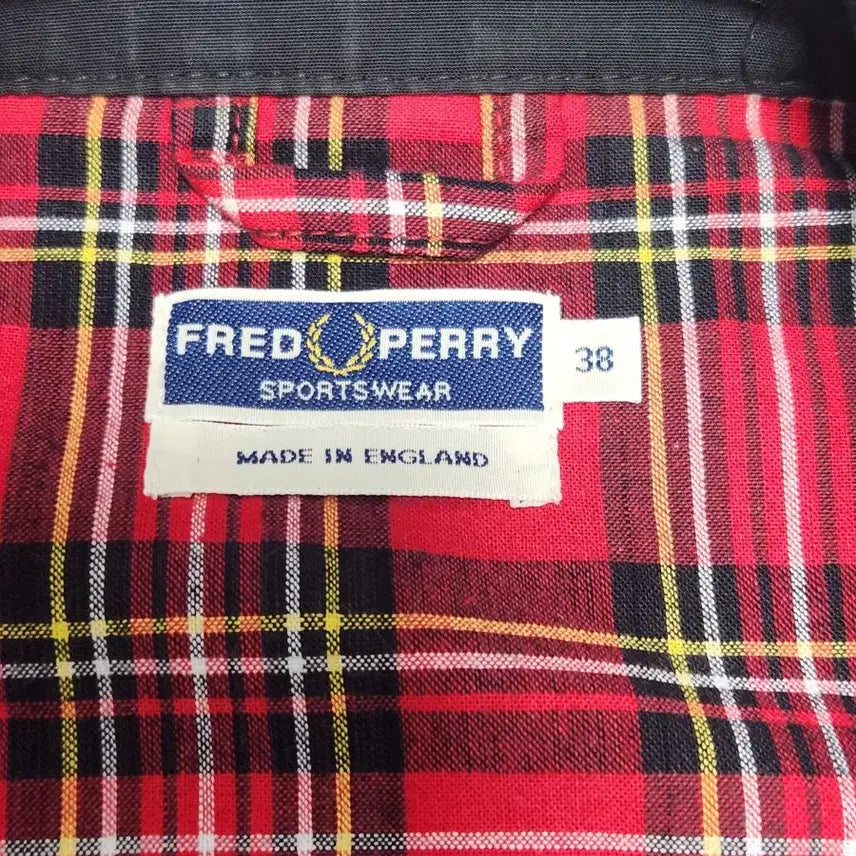 FRED PERRY
SPORTSWEAR
38
MADE IN ENGLAND